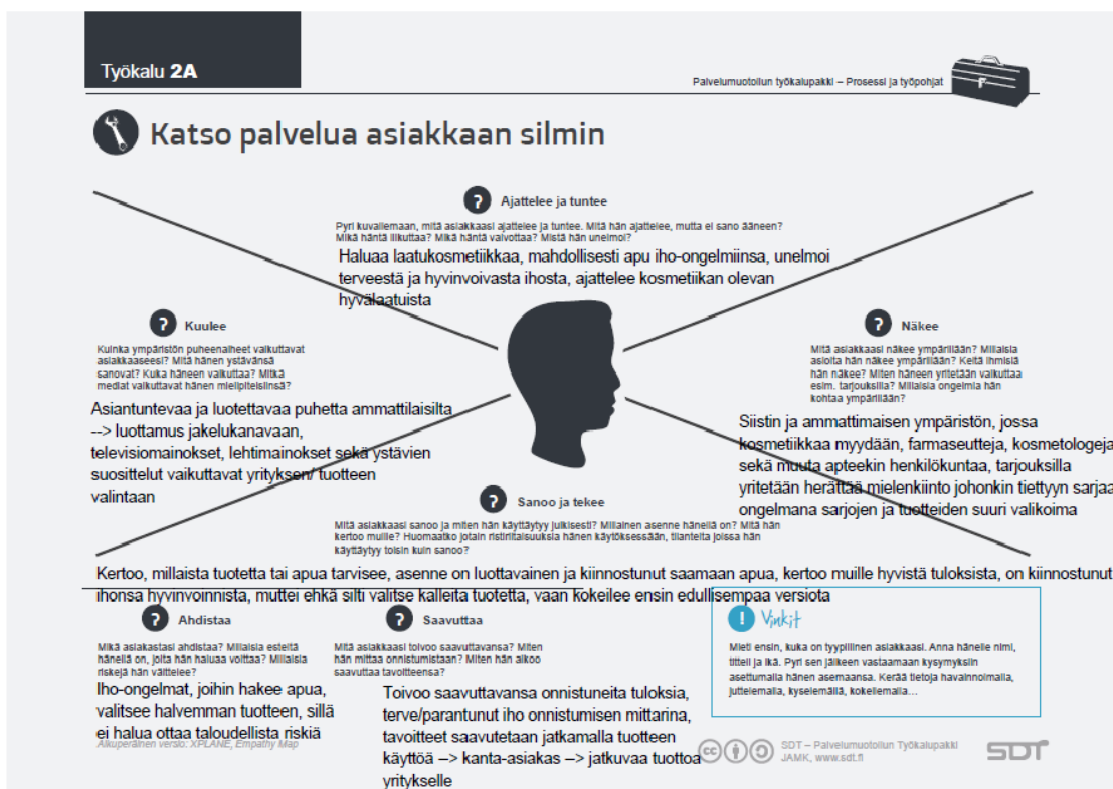 Työkalu 2A
Palvelumuotoilun työkalupakki – Prosessi ja työpohjat
Katso palvelua asiakkaan silmin
? Ajattelee ja tuntee
Pyri kuvailemaan, mitä asiakkaasi ajattelee ja tuntee. Mitä hän ajattelee, mutta ei sano ääneen?
Mikä häntä liikuttaa? Mikä häntä valvottaa? Mistä hän unelmoi?
Haluaa laatukosmetiikkaa, mahdollisesti apu iho-ongelmiinsa, unelmoi
terveestä ja hyvinvoivasta ihosta, ajattelee kosmetiikan olevan
hyvälaatuista
? Kuulee
Kuinka ympäristön puheenaiheet vaikuttavat
asiakkaaseesi? Mitä hänen ystävänsä
sanovat? Kuka häneen vaikuttaa? Mitkä
mediat vaikuttavat hänen mielipiteisiinsä?
Asiantuntevaa ja luotettavaa puhetta ammattilaisilta
--> luottamus jakelukanavaan,
televisiomainokset, lehtimainokset sekä ystävien
suosittelut vaikuttavat yrityksen/ tuotteen
valintaan
? Näkee
Mitä asiakkaasi näkee ympärillään? Millaisia
asioita hän näkee ympärillään? Keitä ihmisiä
hän näkee? Miten häneen yritetään vaikuttaa
esim. tarjouksilla? Millaisia ongelmia hän
kohtaa ympärillään?
Siistin ja ammattimaisen ympäristön, jossa
kosmetiikkaa myydään, farmaseutteja, kosmetologeja
sekä muuta apteekin henkilökuntaa, tarjouksilla
yritetään herättää mielenkiinto johonkin tiettyyn sarjaa
ongelmana sarjojen ja tuotteiden suuri valikoima
? Sanoo ja tekee
Mitä asiakkaasi sanoo ja miten hän käyttäytyy julkisesti? Millainen asenne hänellä on? Mitä hän
kertoo muille? Huomaatko jotain ristiritaisuuksia hänen käytöksessään, tilanteita joissa hän
käyttäytyy toisin kuin sanoo?
Kertoo, millaista tuotetta tai apua tarvisee, asenne on luottavainen ja kiinnostunut saamaan apua, kertoo muille hyvistä tuloksista, on kiinnostunut
ihonsa hyvinvoinnista, muttei ehkä silti valitse kalleita tuotetta, vaan kokeilee ensin edullisempaa versiota
? Ahdistaa
Mikä asiakastasi ahdistaa? Millaisia esteitä
hänellä on, joita hän haluaa voittaa? Millaisia
riskejä hän välttelee?
Iho-ongelmat, joihin hakee apua,
valitsee halvemman tuotteen, sillä
ei halua ottaa taloudellista riskiä
Alkuperäinen versio: XPLANE, Empathy Map
? Saavuttaa
Mitä asiakkaasi toivoo saavuttavansa? Miten
hän mittaa onnistumistaan? Miten hän aikoo
saavuttaa tavoitteensa?
Toivoo saavuttavansa onnistuneita tuloksia,
terve/parantunut iho onnistumisen mittarina,
tavoitteet saavutetaan jatkamalla tuotteen
käyttöä --> kanta-asiakas --> jatkuvaa tuottoa
yritykselle
! Vinkit
Mieti ensin, kuka on tyypillinen asiakkaasi. Anna hänelle nimi,
titteli ja ikä. Pyri sen jälkeen vastaamaan kysymyksiin
asettumalla hänen asemaansa. Kerää tietoja havainnoimalla,
juttelemalla, kyselemällä, kokeilemalla...
cc
SDT – Palvelumuotoilun Työkalupakki
JAMK, www.sdt.fi
SDT